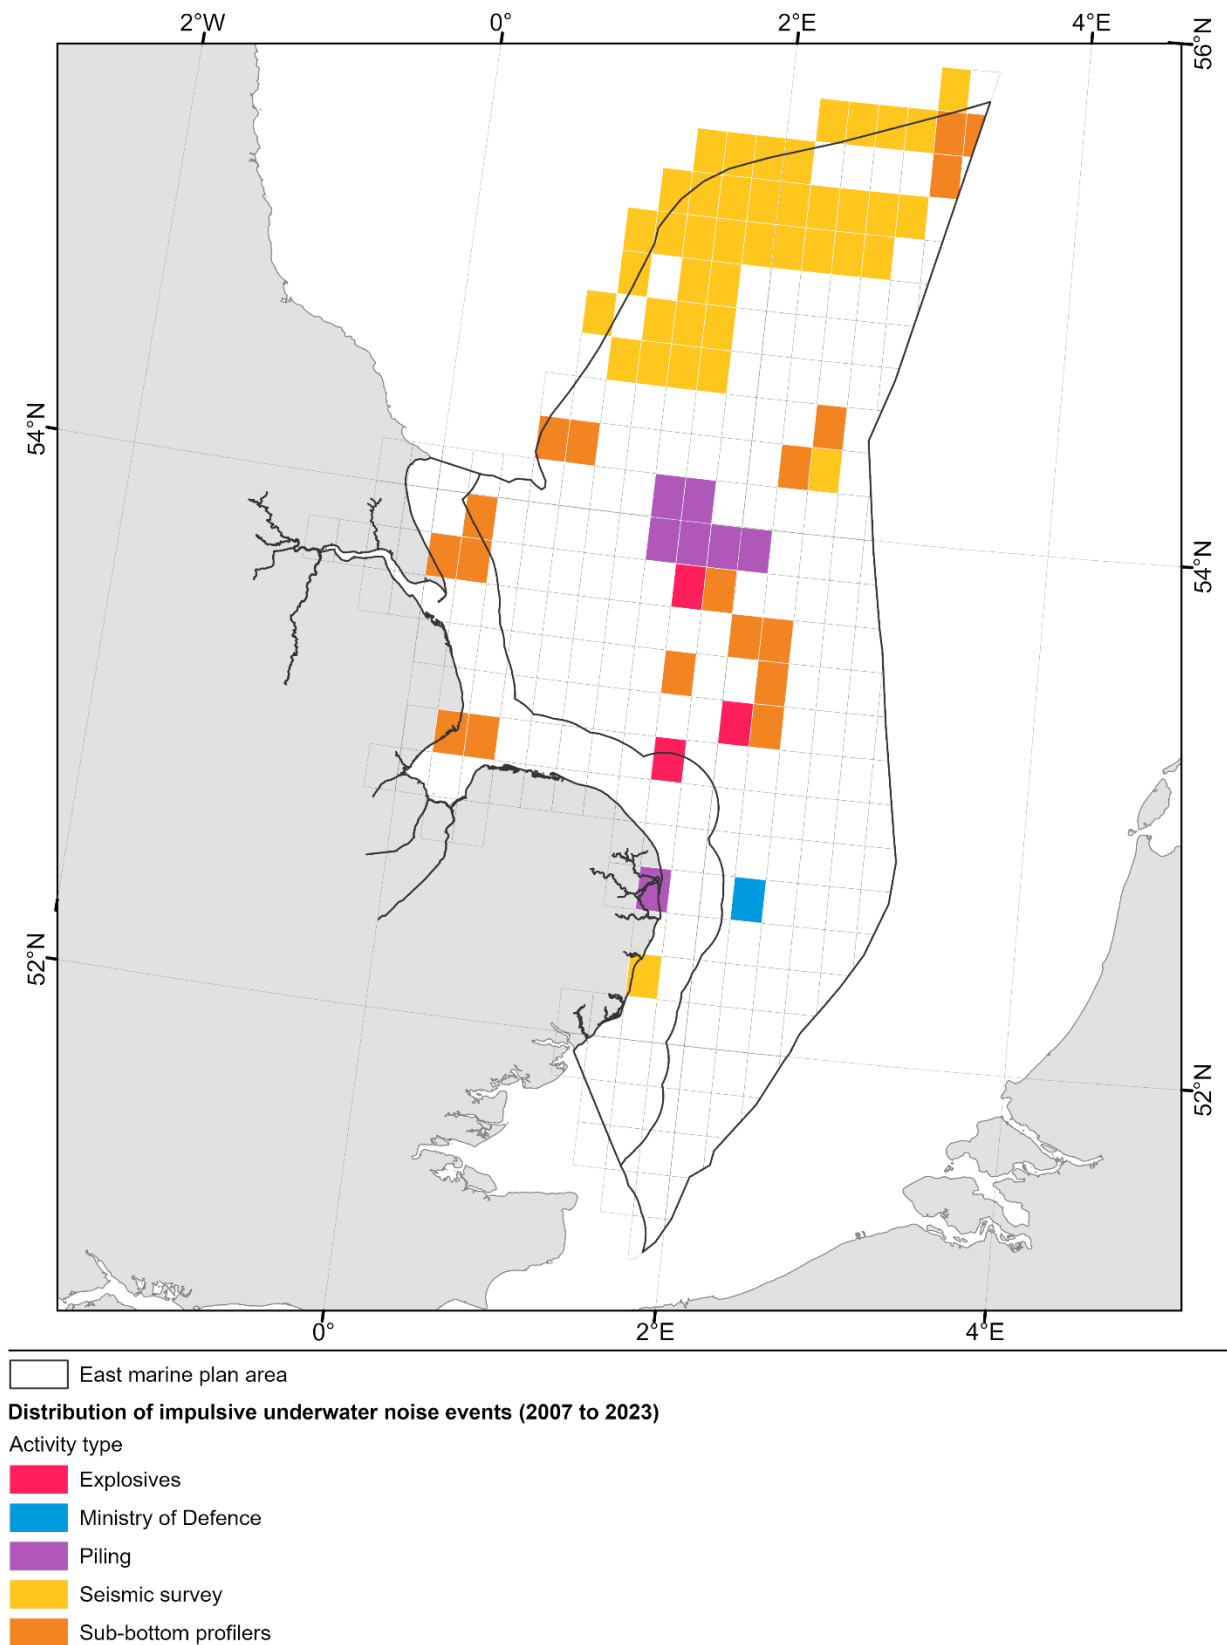 2°W 0° 2°E 4°E
56°N
54°N
54°N
52°N
52°N
0° 2°E 4°E
East marine plan area
Distribution of impulsive underwater noise events (2007 to 2023)
Activity type
Explosives
Ministry of Defence
Piling
Seismic survey
Sub-bottom profilers